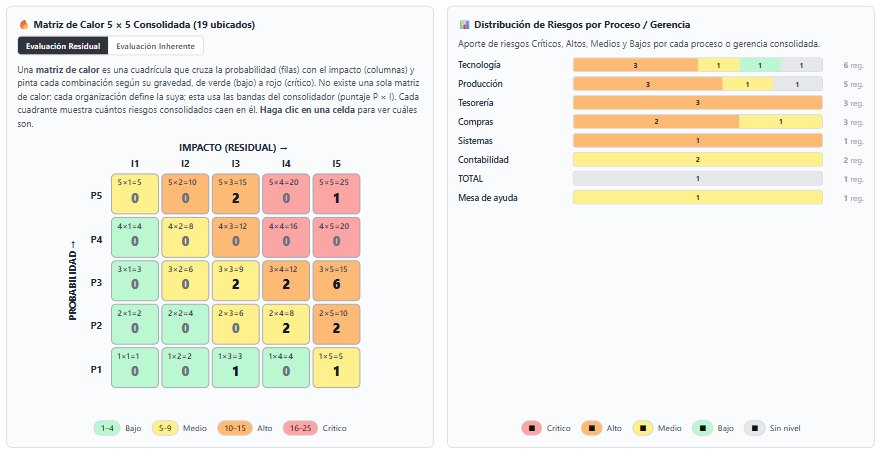 🔥 Matriz de Calor 5 × 5 Consolidada (19 ubicados)
Evaluación Residual
Evaluación Inherente
Una matriz de calor es una cuadrícula que cruza la probabilidad (filas) con el impacto (columnas) y
pinta cada combinación según su gravedad, de verde (bajo) a rojo (crítico). No existe una sola matriz
de calor: cada organización define la suya; esta usa las bandas del consolidador (puntaje P × I). Cada
cuadrante muestra cuántos riesgos consolidados caen en él. Haga clic en una celda para ver cuáles
son.
IMPACTO (RESIDUAL) →
I1 I2 I3 I4 I5
PROBABILIDAD →
5×1=5 5×2=10 5×3=15 5×4=20 5×5=25
P5 0 0 2 0 1
4×1=4 4×2=8 4×3=12 4×4=16 4×5=20
P4 0 0 0 0 0
3×1=3 3×2=6 3×3=9 3×4=12 3×5=15
P3 0 0 2 2 6
2×1=2 2×2=4 2×3=6 2×4=8 2×5=10
P2 0 0 0 2 2
1×1=1 1×2=2 1×3=3 1×4=4 1×5=5
P1 0 0 1 0 1
1–4 Bajo 5–9 Medio 10–15 Alto 16–25 Crítico
📊 Distribución de Riesgos por Proceso / Gerencia
Aporte de riesgos Críticos, Altos, Medios y Bajos por cada proceso o gerencia consolidada.
Tecnología 3 1 1 1 6 reg.
Producción 3 1 1 5 reg.
Tesorería 3 3 reg.
Compras 2 1 3 reg.
Sistemas 1 1 reg.
Contabilidad 2 2 reg.
TOTAL 1 1 reg.
Mesa de ayuda 1 1 reg.
■ Crítico ■ Alto ■ Medio ■ Bajo ■ Sin nivel